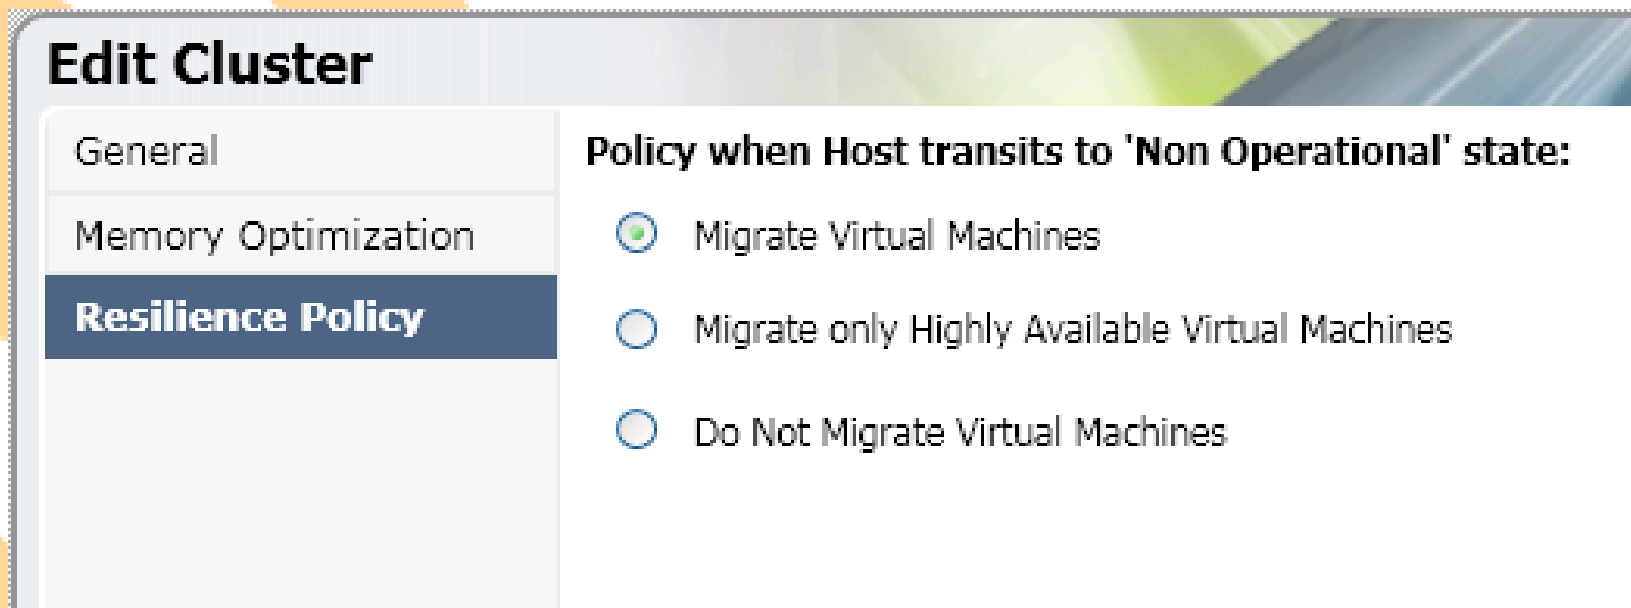 Edit Cluster
General
Memory Optimization
Resilience Policy
Policy when Host transits to 'Non Operational' state:
Migrate Virtual Machines
Migrate only Highly Available Virtual Machines
Do Not Migrate Virtual Machines